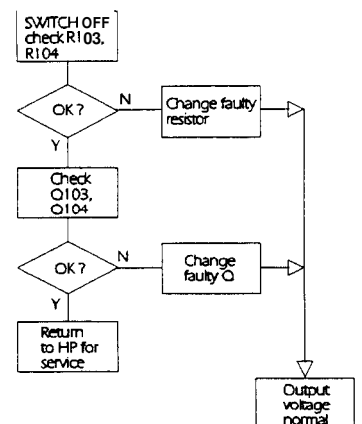 SWITCH OFF
check R103,
R104
OK?
N
Change faulty
resistor
Y
Check
Q103,
Q104
OK?
N
Change
faulty Q
Y
Return
to HP for
service
Output
voltage
normal